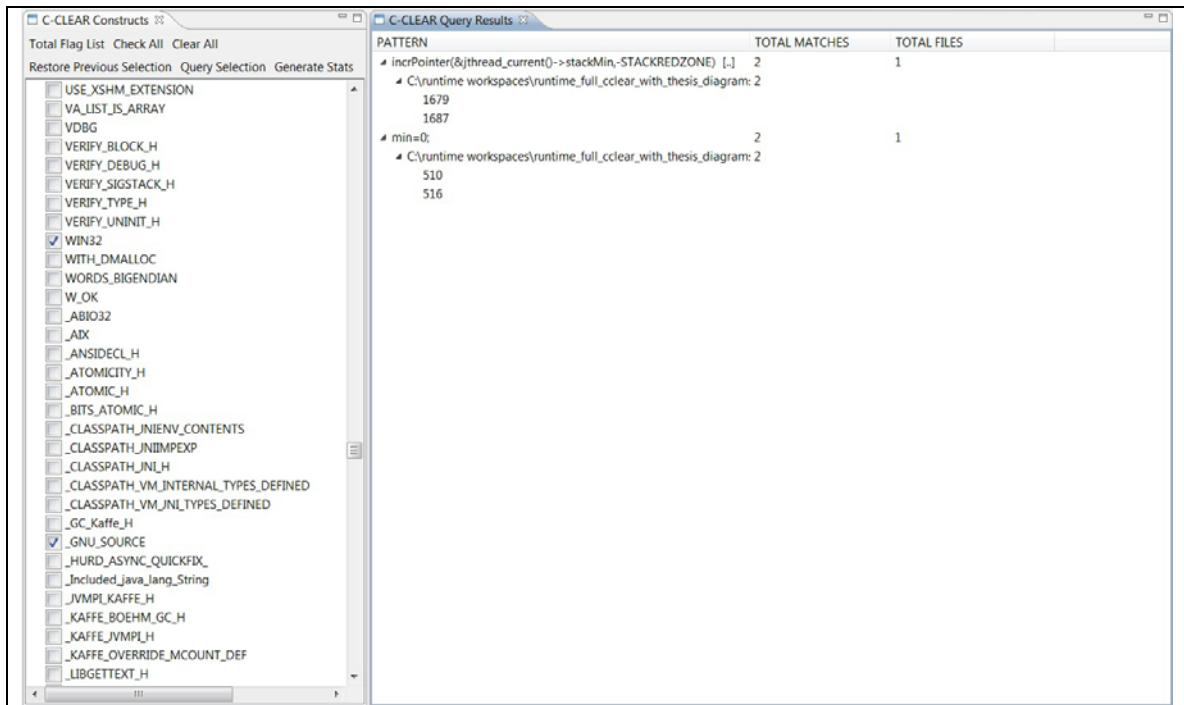 C-CLEAR Constructs
Total Flag List Check All Clear All
Restore Previous Selection Query Selection Generate Stats
USE_XSHM_EXTENSION
VA_LIST_IS_ARRAY
VDBG
VERIFY_BLOCK_H
VERIFY_DEBUG_H
VERIFY_SIGSTACK_H
VERIFY_TYPE_H
VERIFY_UNINIT_H
WIN32
WITH_DMALLOC
WORDS_BIGENDIAN
W_OK
_ABIO32
_AIX
_ANSIDECL_H
_ATOMICITY_H
_ATOMIC_H
_BITS_ATOMIC_H
_CLASSPATH_JNIENV_CONTENTS
_CLASSPATH_JNIIMPEXP
_CLASSPATH_JNI_H
_CLASSPATH_VM_INTERNAL_TYPES_DEFINED
_CLASSPATH_VM_JNI_TYPES_DEFINED
_GC_Kaffe_H
_GNU_SOURCE
_HURD_ASYNC_QUICKFIX_
_Included_java_lang_String
_JVMPI_KAFFE_H
_KAFFE_BOEHM_GC_H
_KAFFE_JVMPI_H
_KAFFE_OVERRIDE_MCOUNT_DEF
_LIBGETTEXT_H
C-CLEAR Query Results
PATTERN TOTAL MATCHES TOTAL FILES
incrPointer(&jthread_current()->stackMin,-STACKREDZONE) [..] 2 1
C:\runtime workspaces\runtime_full_cclear_with_thesis_diagram: 2
1679
1687
min=0; 2 1
C:\runtime workspaces\runtime_full_cclear_with_thesis_diagram: 2
510
516